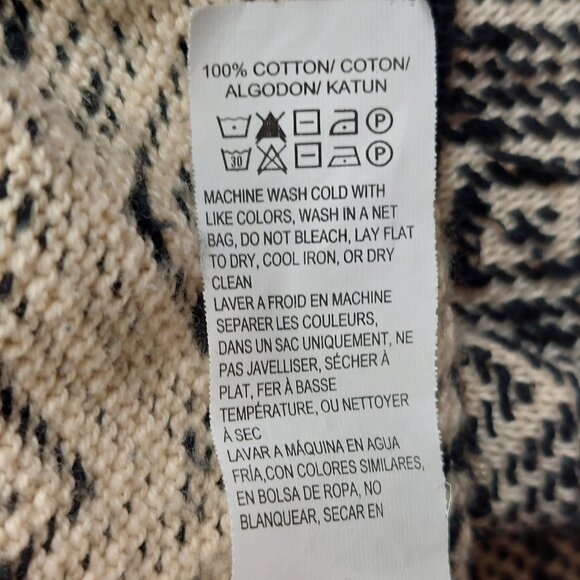 100% COTTON/ COTON/
ALGODON/ KATUN
P
30 P
MACHINE WASH COLD WITH
LIKE COLORS, WASH IN A NET
BAG, DO NOT BLEACH, LAY FLAT
TO DRY, COOL IRON, OR DRY
CLEAN
LAVER A FROID EN MACHINE
SEPARER LES COULEURS,
DANS UN SAC UNIQUEMENT, NE
PAS JAVELLISER, SÉCHER À
PLAT, FER À BASSE
TEMPÉRATURE, OU NETTOYER
À SEC
LAVAR A MÁQUINA EN AGUA
FRÍA,CON COLORES SIMILARES,
EN BOLSA DE ROPA, NO
BLANQUEAR, SECAR EN